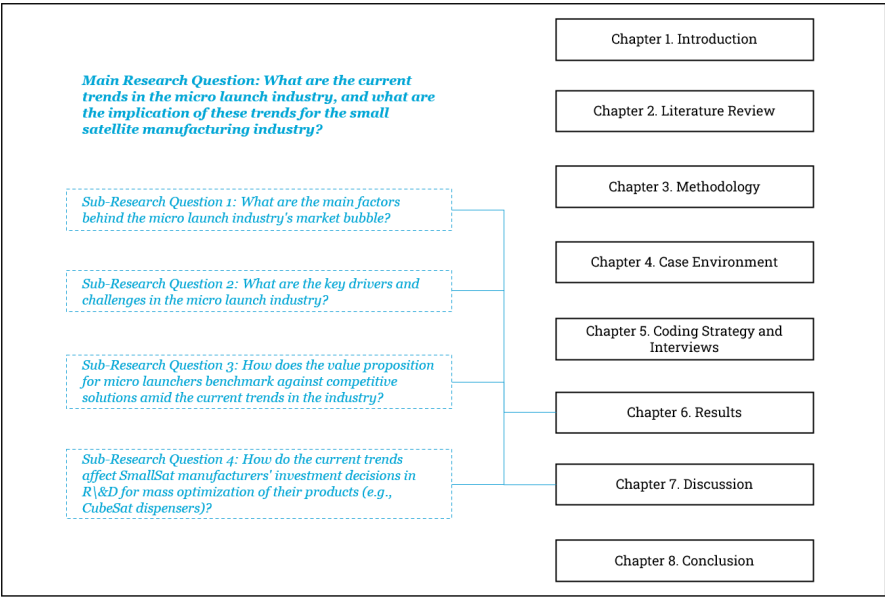 Main Research Question: What are the current
trends in the micro launch industry, and what are
the implication of these trends for the small
satellite manufacturing industry?
Sub-Research Question 1: What are the main factors
behind the micro launch industry's market bubble?
Sub-Research Question 2: What are the key drivers and
challenges in the micro launch industry?
Sub-Research Question 3: How does the value proposition
for micro launchers benchmark against competitive
solutions amid the current trends in the industry?
Sub-Research Question 4: How do the current trends
affect SmallSat manufacturers' investment decisions in
R\&D for mass optimization of their products (e.g.,
CubeSat dispensers)?
Chapter 1. Introduction
Chapter 2. Literature Review
Chapter 3. Methodology
Chapter 4. Case Environment
Chapter 5. Coding Strategy and
Interviews
Chapter 6. Results
Chapter 7. Discussion
Chapter 8. Conclusion